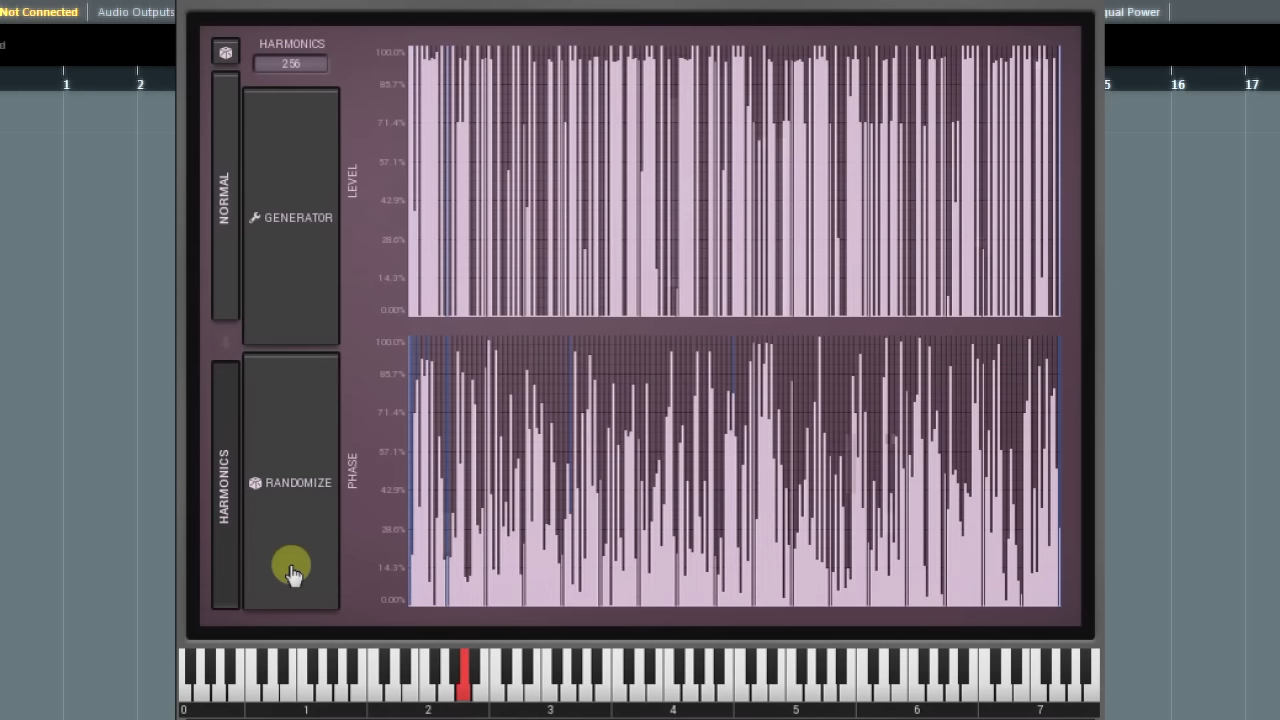 Not Connected
Audio Outputs
qual Power
d
1
2
5
16
17
HARMONICS
256
NORMAL
GENERATOR
LEVEL
100.0%
85.7%
71.4%
57.1%
42.9%
28.6%
14.3%
0.00%
HARMONICS
RANDOMIZE
PHASE
100.0%
85.7%
71.4%
57.1%
42.9%
28.6%
14.3%
0.00%
0
1
2
3
4
5
6
7